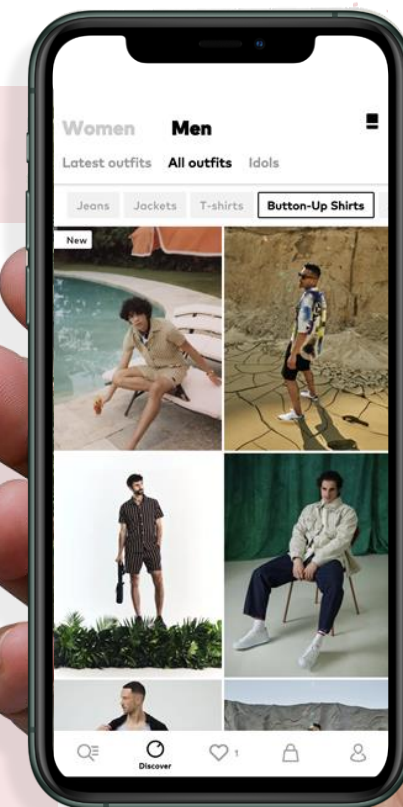 Women Men
Latest outfits All outfits Idols
Jeans Jackets T-shirts Button-Up Shirts
New
1
Discover